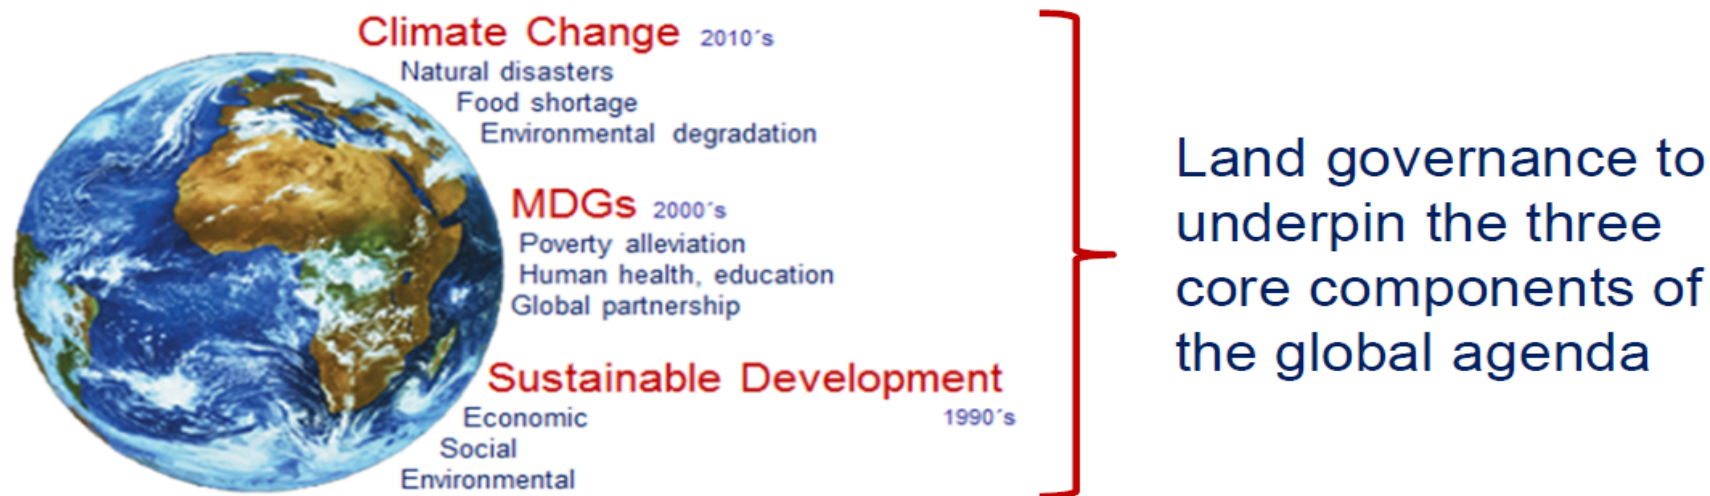 Climate Change 2010´s
Natural disasters
Food shortage
Environmental degradation
MDGs 2000´s
Poverty alleviation
Human health, education
Global partnership
Sustainable Development
1990´s
Economic
Social
Environmental
Land governance to
underpin the three
core components of
the global agenda